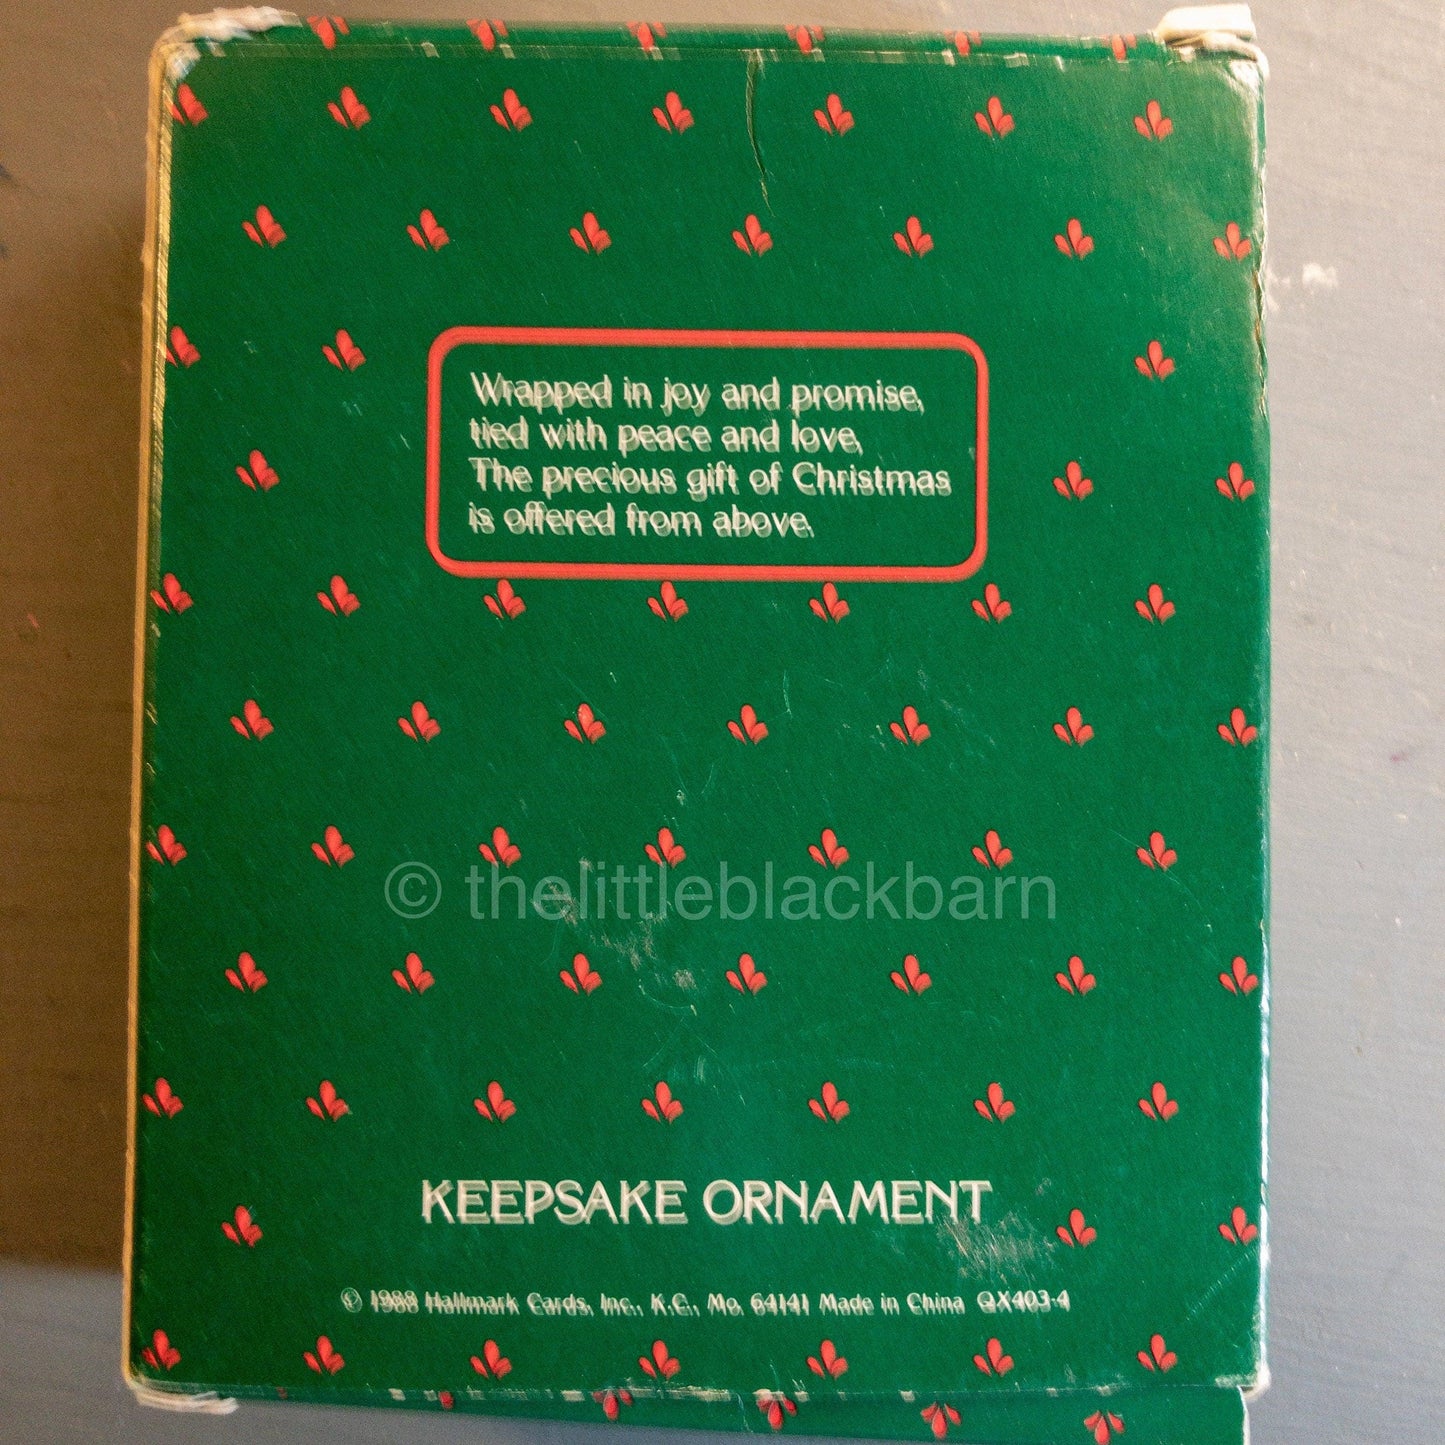 Wrapped in joy and promise,
tied with peace and love,
The precious gift of Christmas
is offered from above.
© thelittleblackbarn
KEEPSAKE ORNAMENT
© 1988 Hallmark Cards, Inc., K.C., Mo. 64141 Made in China QX403-4